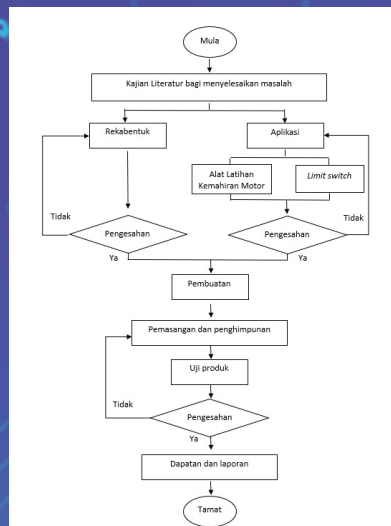 Mula
Kajian Literatur bagi menyelesaikan masalah
Rekabentuk
Aplikasi
Alat Latihan
Kemahiran Motor
Limit switch
Tidak
Pengesahan
Pengesahan
Tidak
Ya
Ya
Pembuatan
Pemasangan dan penghimpunan
Uji produk
Tidak
Pengesahan
Ya
Dapatan dan laporan
Tamat